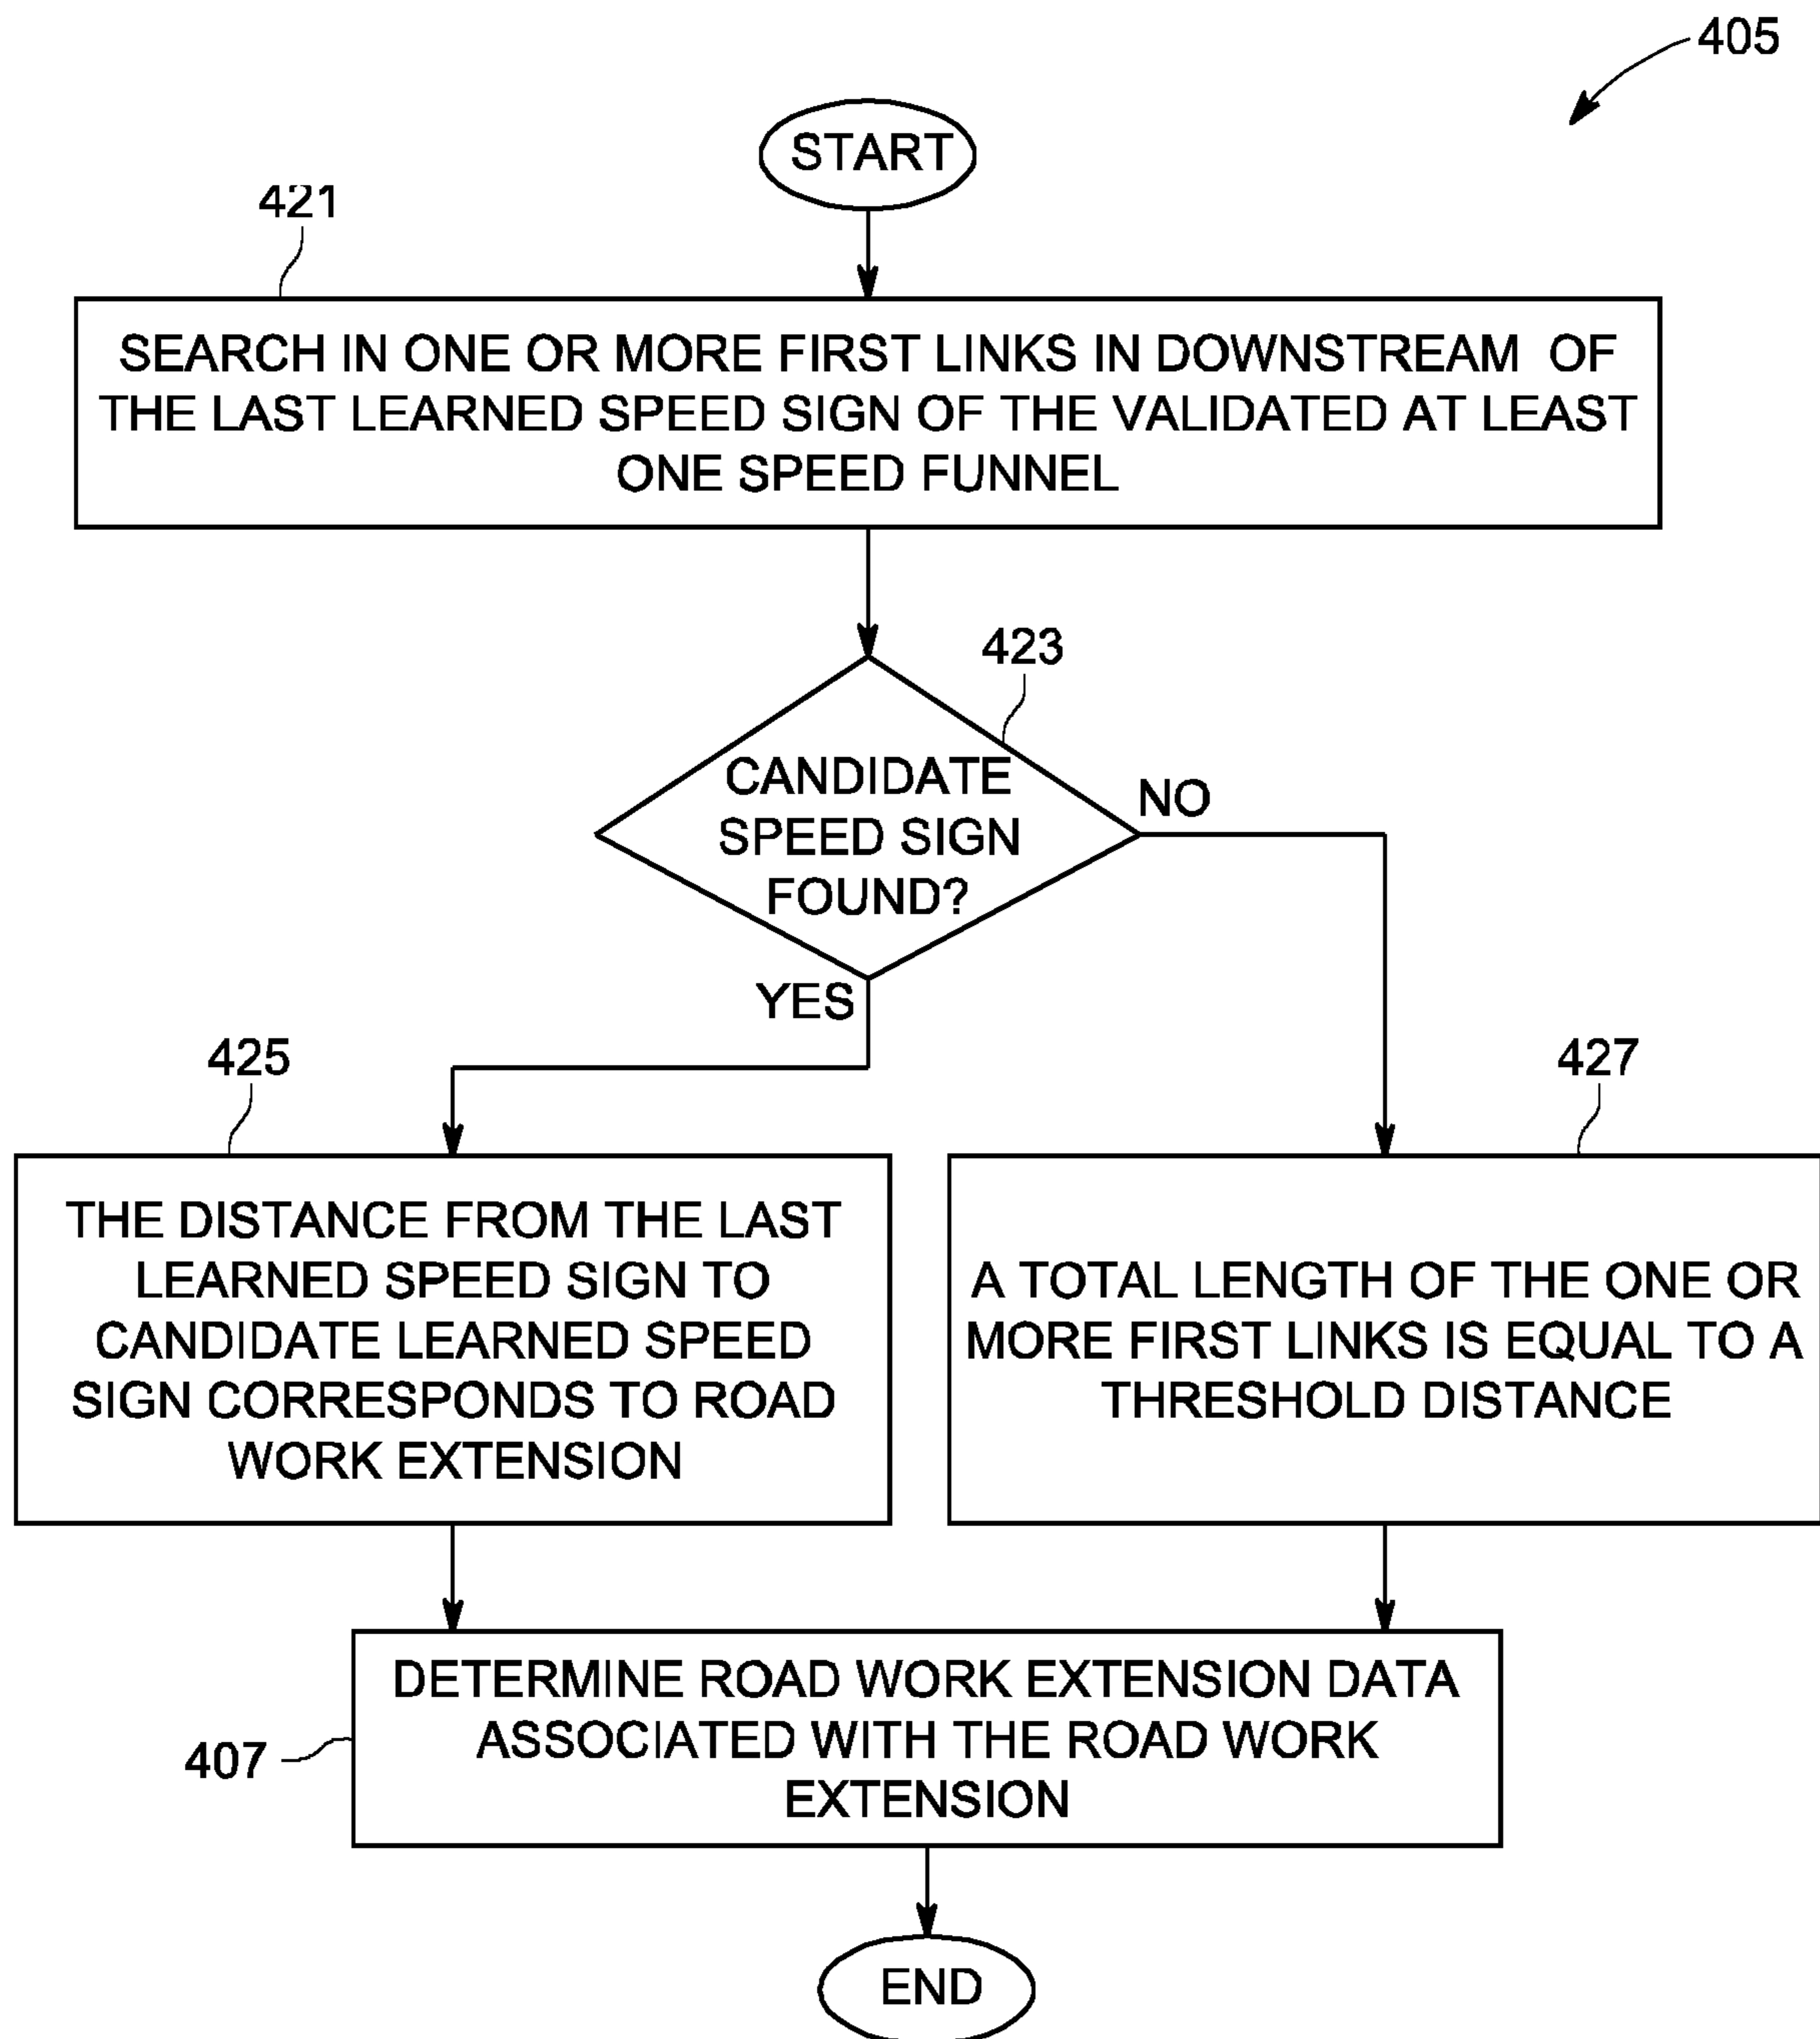 405
START
421
SEARCH IN ONE OR MORE FIRST LINKS IN DOWNSTREAM OF
THE LAST LEARNED SPEED SIGN OF THE VALIDATED AT LEAST
ONE SPEED FUNNEL
423
CANDIDATE
SPEED SIGN
FOUND?
NO
YES
425
THE DISTANCE FROM THE LAST
LEARNED SPEED SIGN TO
CANDIDATE LEARNED SPEED
SIGN CORRESPONDS TO ROAD
WORK EXTENSION
427
A TOTAL LENGTH OF THE ONE OR
MORE FIRST LINKS IS EQUAL TO A
THRESHOLD DISTANCE
407
DETERMINE ROAD WORK EXTENSION DATA
ASSOCIATED WITH THE ROAD WORK
EXTENSION
END